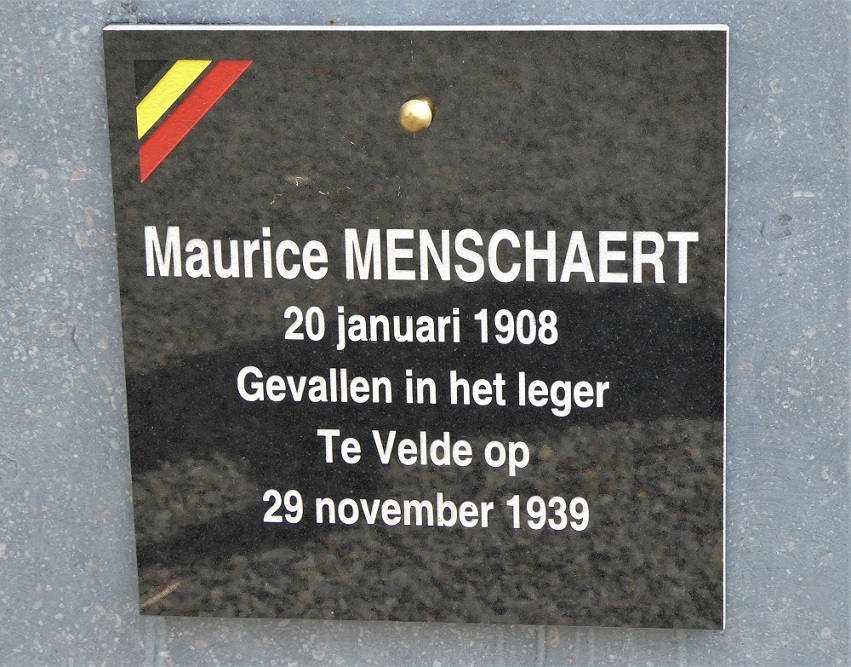 Maurice MENSCHAERT
20 januari 1908
Gevallen in het leger
Te Velde op
29 november 1939